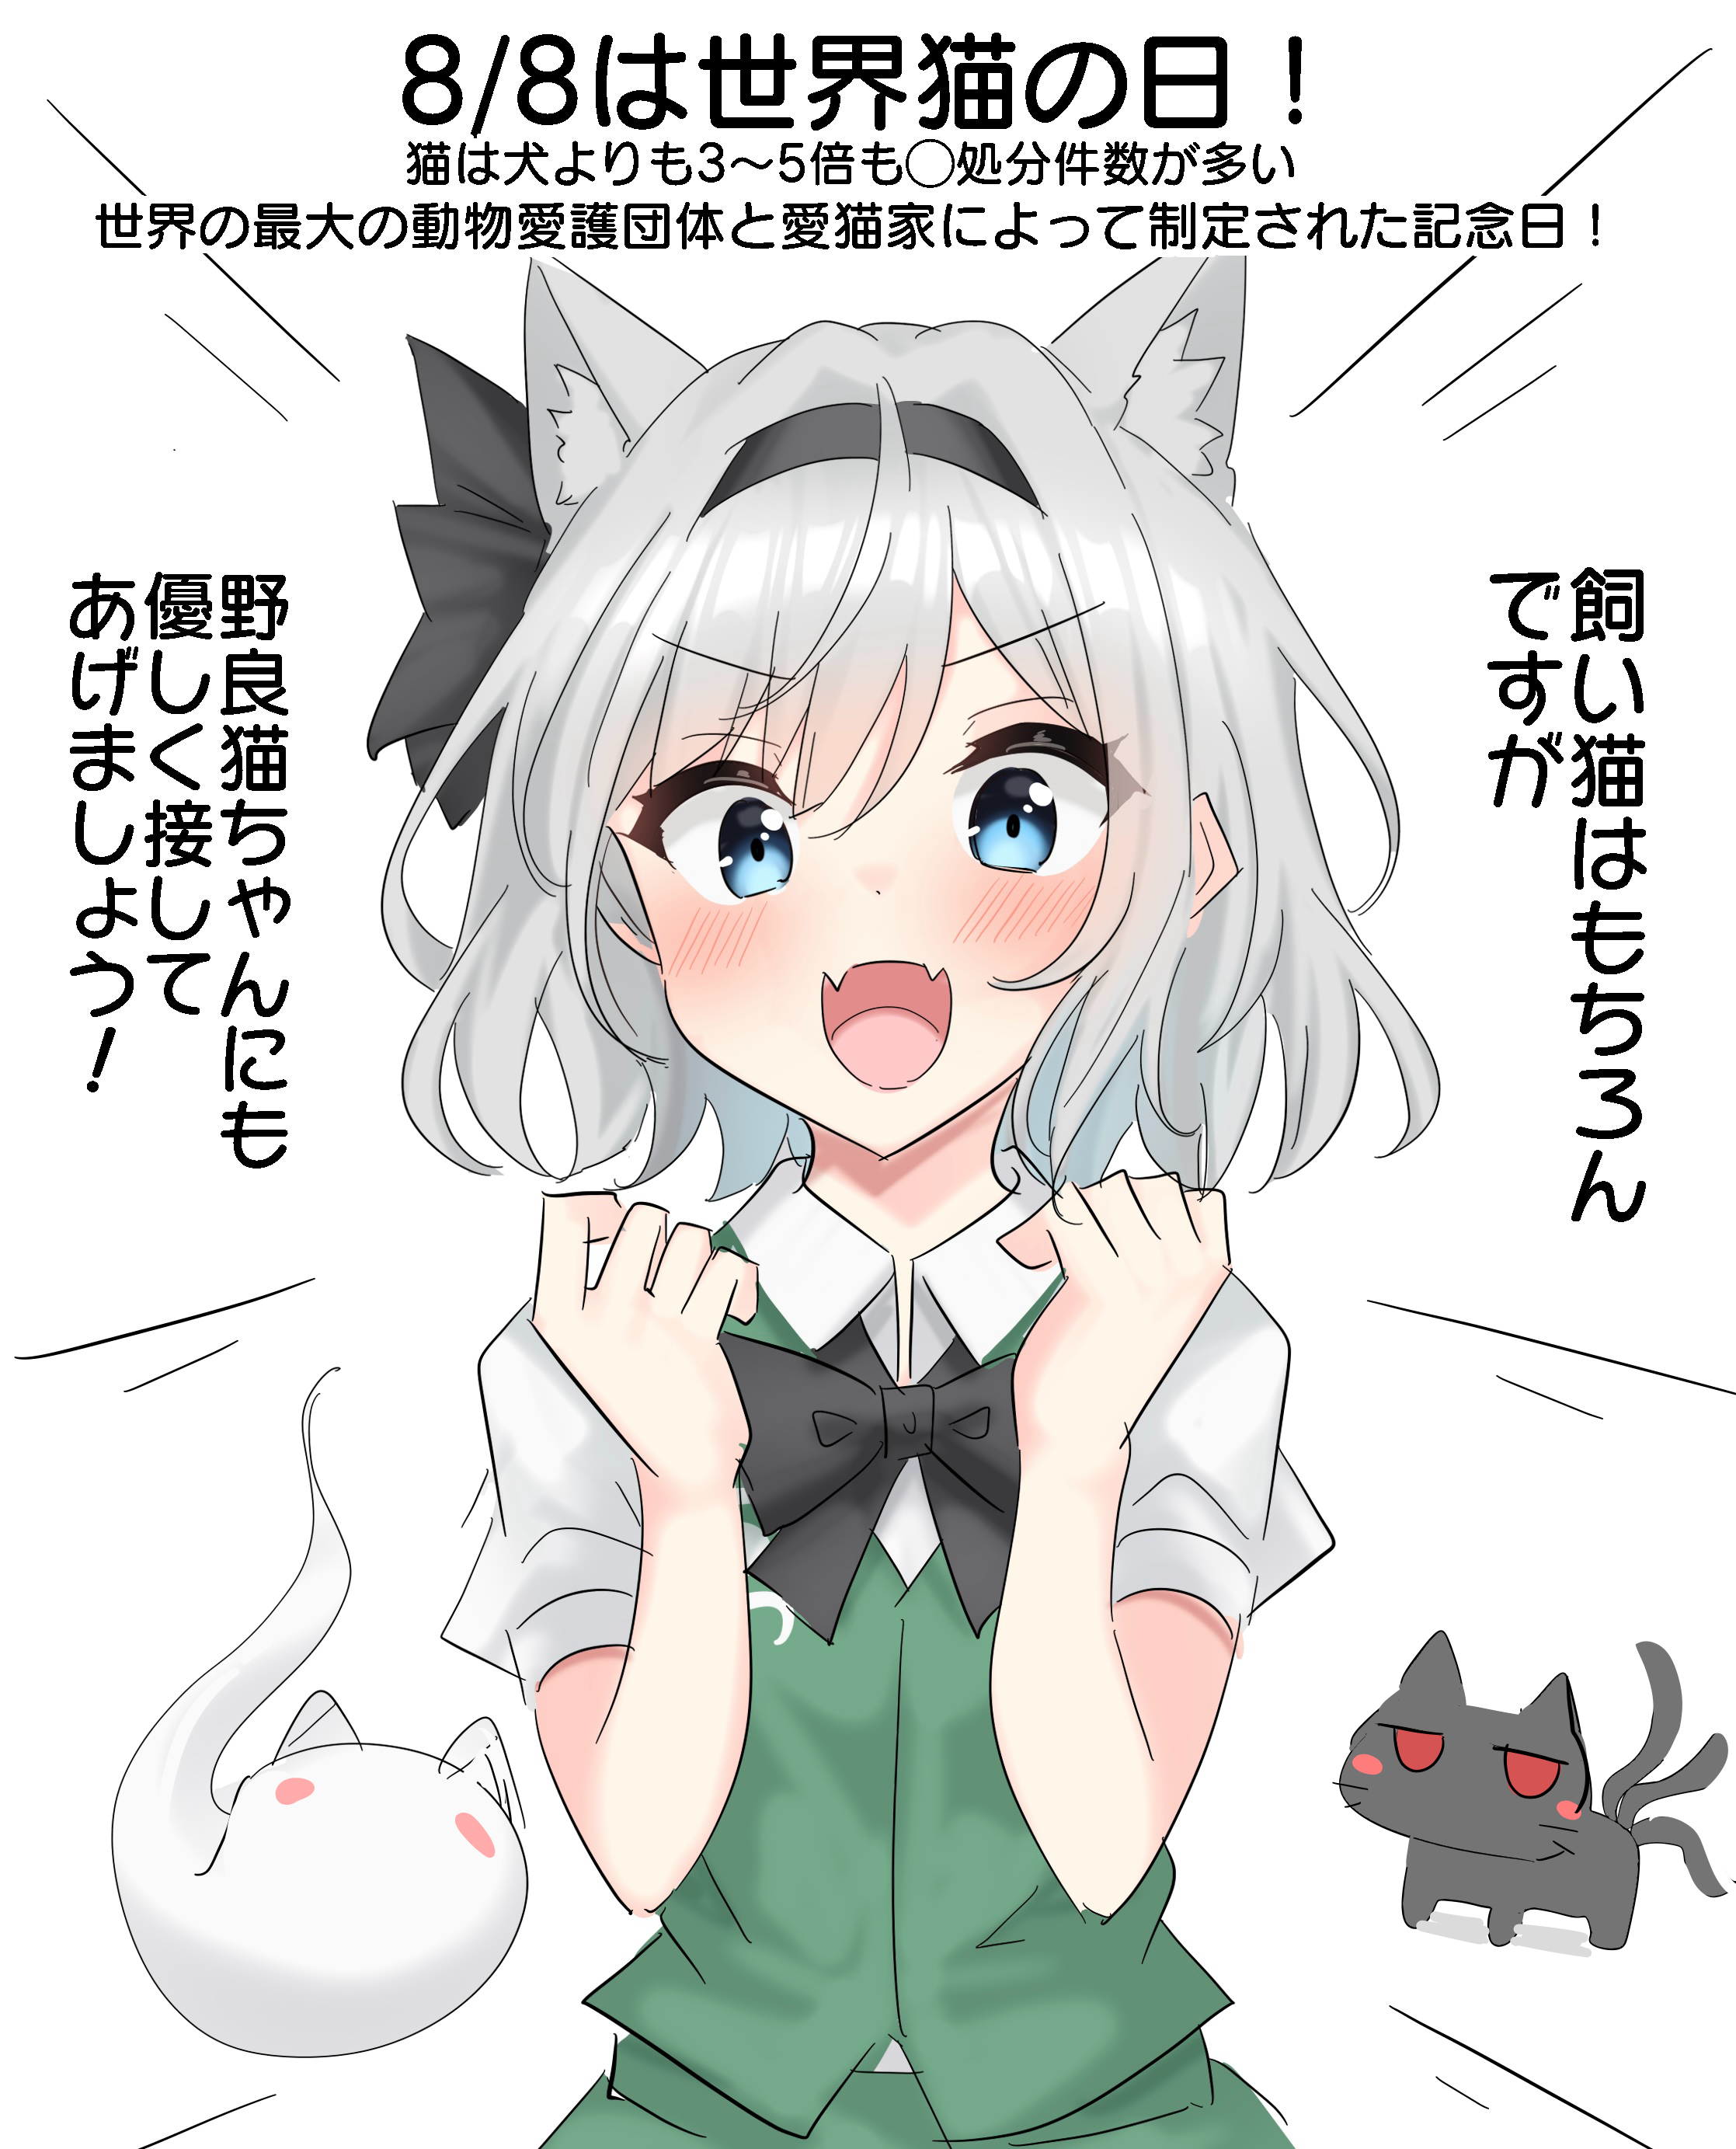 8/8は世界猫の日！
猫は犬よりも3〜5倍も◯処分件数が多い
世界の最大の動物愛護団体と愛猫家によって制定された記念日！
飼い猫はもちろん
ですが
野良猫ちゃんにも
優しく接して
あげましょう！